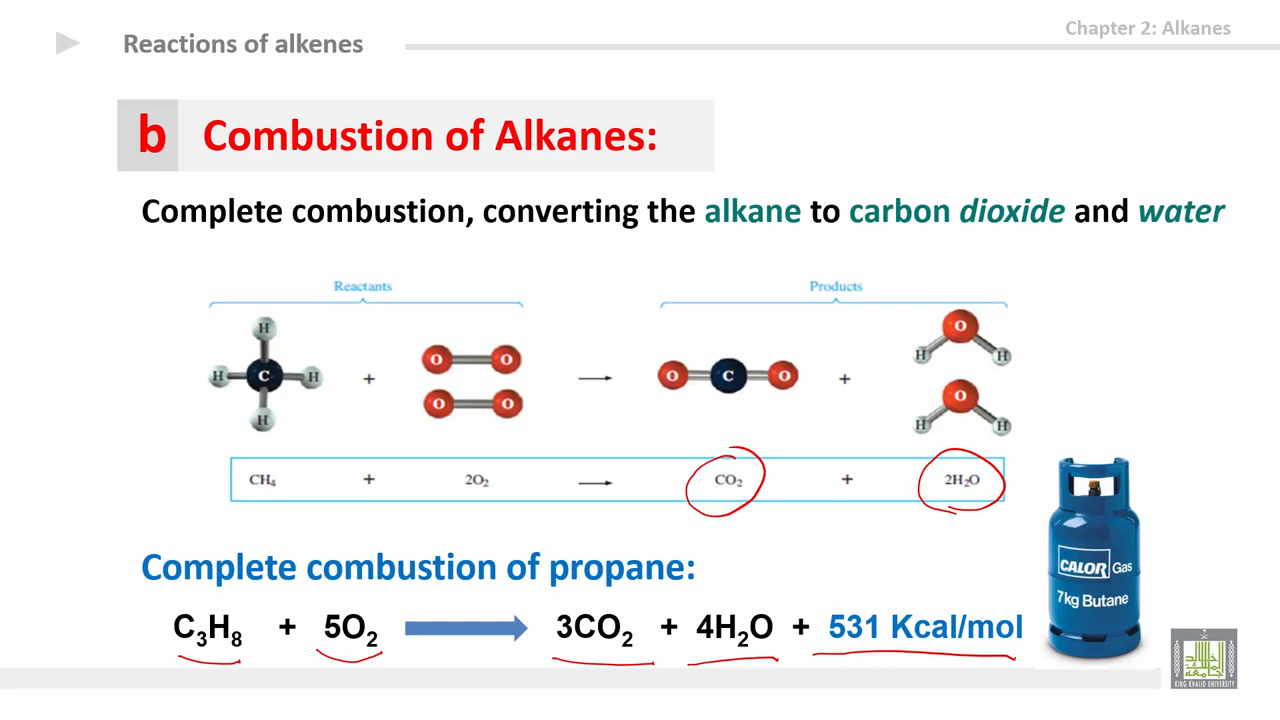 Reactions of alkenes
Chapter 2: Alkanes
b Combustion of Alkanes:
Complete combustion, converting the alkane to carbon dioxide and water
Reactants
Products
H
H C H
H
+
O O
O O
O C O
+
O
H H
O
H H
CH₄ + 2O₂ → CO₂ + 2H₂O
Complete combustion of propane:
C₃H₈ + 5O₂ → 3CO₂ + 4H₂O + 531 Kcal/mol
CALOR Gas
7kg Butane
KING KHALID UNIVERSITY